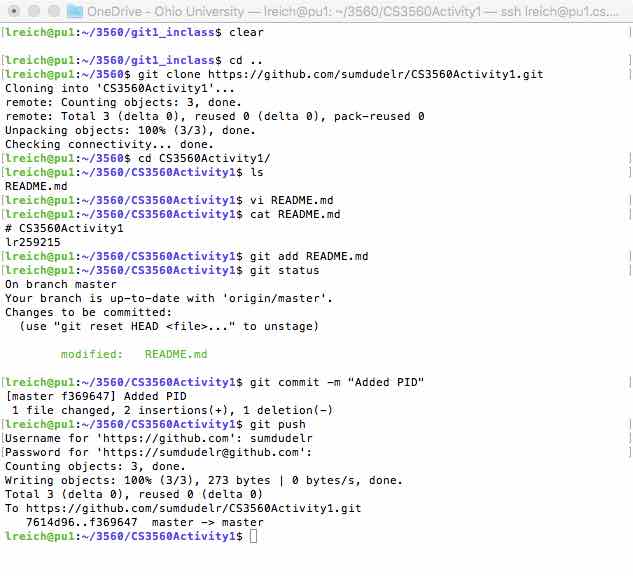 OneDrive - Ohio University — lreich@pu1: ~/3560/CS3560Activity1 — ssh lreich@pu1.cs....
[lreich@pu1:~/3560/git1_inclass$ clear ]
[lreich@pu1:~/3560/git1_inclass$ cd .. ]
[lreich@pu1:~/3560$ git clone https://github.com/sumdudelr/CS3560Activity1.git ]
Cloning into 'CS3560Activity1'...
remote: Counting objects: 3, done.
remote: Total 3 (delta 0), reused 0 (delta 0), pack-reused 0
Unpacking objects: 100% (3/3), done.
Checking connectivity... done.
[lreich@pu1:~/3560$ cd CS3560Activity1/ ]
[lreich@pu1:~/3560/CS3560Activity1$ ls ]
README.md
[lreich@pu1:~/3560/CS3560Activity1$ vi README.md ]
[lreich@pu1:~/3560/CS3560Activity1$ cat README.md ]
# CS3560Activity1
lr259215
[lreich@pu1:~/3560/CS3560Activity1$ git add README.md ]
[lreich@pu1:~/3560/CS3560Activity1$ git status ]
On branch master
Your branch is up-to-date with 'origin/master'.
Changes to be committed:
(use "git reset HEAD <file>..." to unstage)
modified: README.md
[lreich@pu1:~/3560/CS3560Activity1$ git commit -m "Added PID" ]
[master f369647] Added PID
1 file changed, 2 insertions(+), 1 deletion(-)
[lreich@pu1:~/3560/CS3560Activity1$ git push ]
[Username for 'https://github.com': sumdudelr ]
[Password for 'https://sumdudelr@github.com': ]
Counting objects: 3, done.
Writing objects: 100% (3/3), 273 bytes | 0 bytes/s, done.
Total 3 (delta 0), reused 0 (delta 0)
To https://github.com/sumdudelr/CS3560Activity1.git
7614d96..f369647 master -> master
lreich@pu1:~/3560/CS3560Activity1$